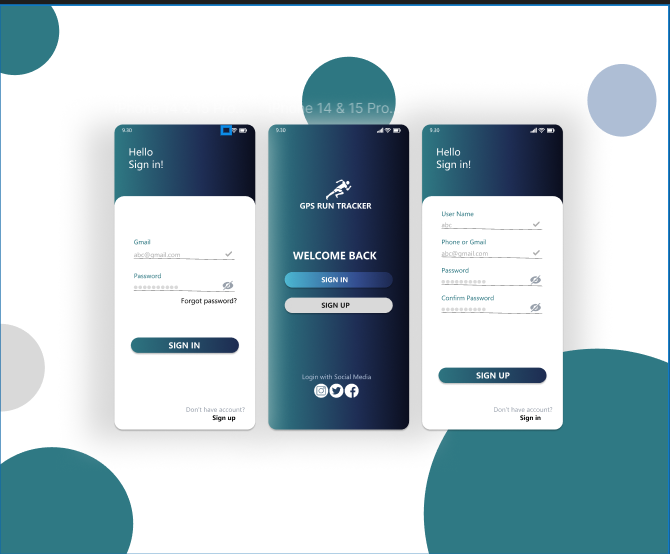 e 14 & 15 Pro.
9:30
Hello
Sign in!
Gmail
abc@gmail.com
Password
Forgot password?
SIGN IN
Don't have account?
Sign up
9:30
GPS RUN TRACKER
WELCOME BACK
SIGN IN
SIGN UP
Login with Social Media
9:30
Hello
Sign in!
User Name
abc
Phone or Gmail
abc@gmail.com
Password
Confirm Password
SIGN UP
Don't have account?
Sign in